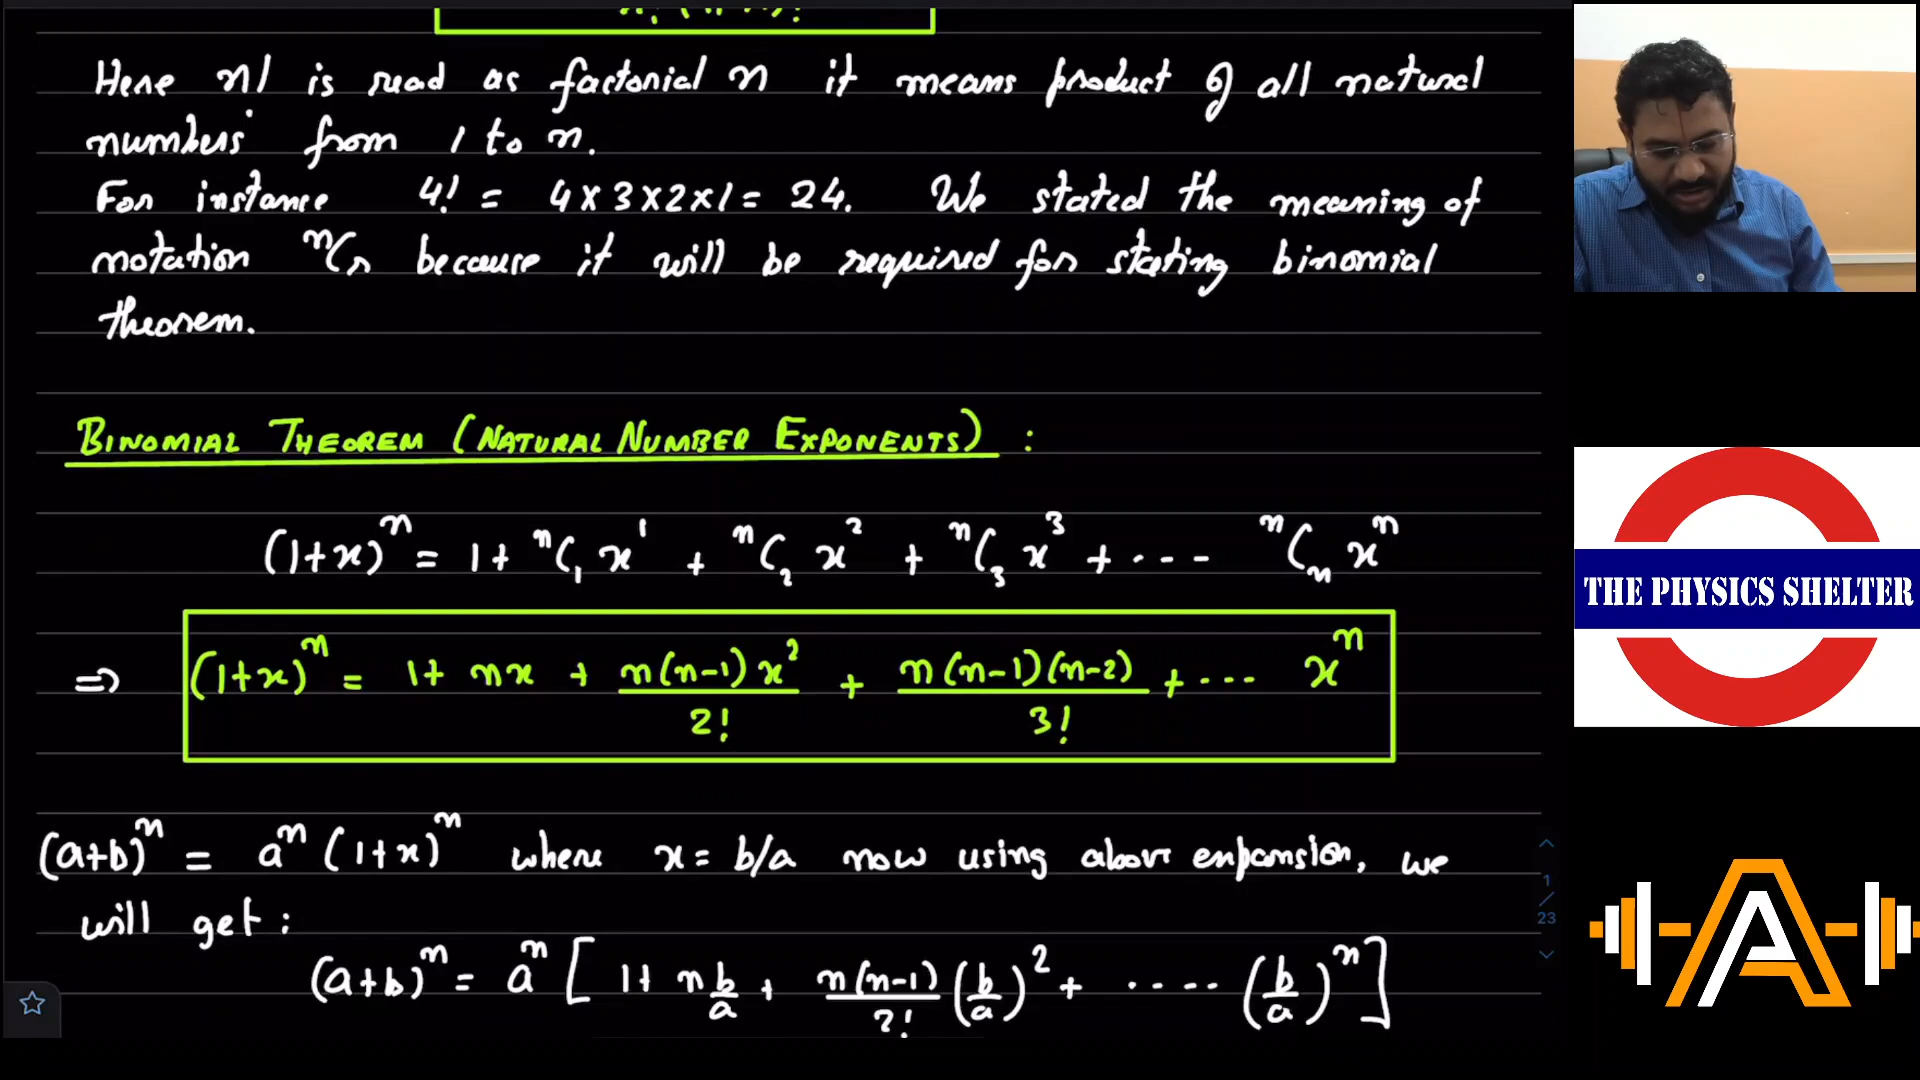 Here n! is read as factorial n it means product of all natural
numbers from 1 to n.
For instance 4! = 4×3×2×1 = 24. We stated the meaning of
notation ⁿCᵣ because it will be required for stating binomial
theorem.
BINOMIAL THEOREM (NATURAL NUMBER EXPONENTS) :
(1+x)ⁿ = 1 + ⁿC₁ x¹ + ⁿC₂ x² + ⁿC₃ x³ + ... ⁿCₙ xⁿ
⇒ (1+x)ⁿ = 1 + nx + n(n-1)x²/2! + n(n-1)(n-2)/3! + ... xⁿ
(a+b)ⁿ = aⁿ (1+x)ⁿ where x = b/a now using above expansion, we
will get :
(a+b)ⁿ = aⁿ [ 1 + n b/a + n(n-1)/2! (b/a)² + .... (b/a)ⁿ ]
1
/
23
THE PHYSICS SHELTER